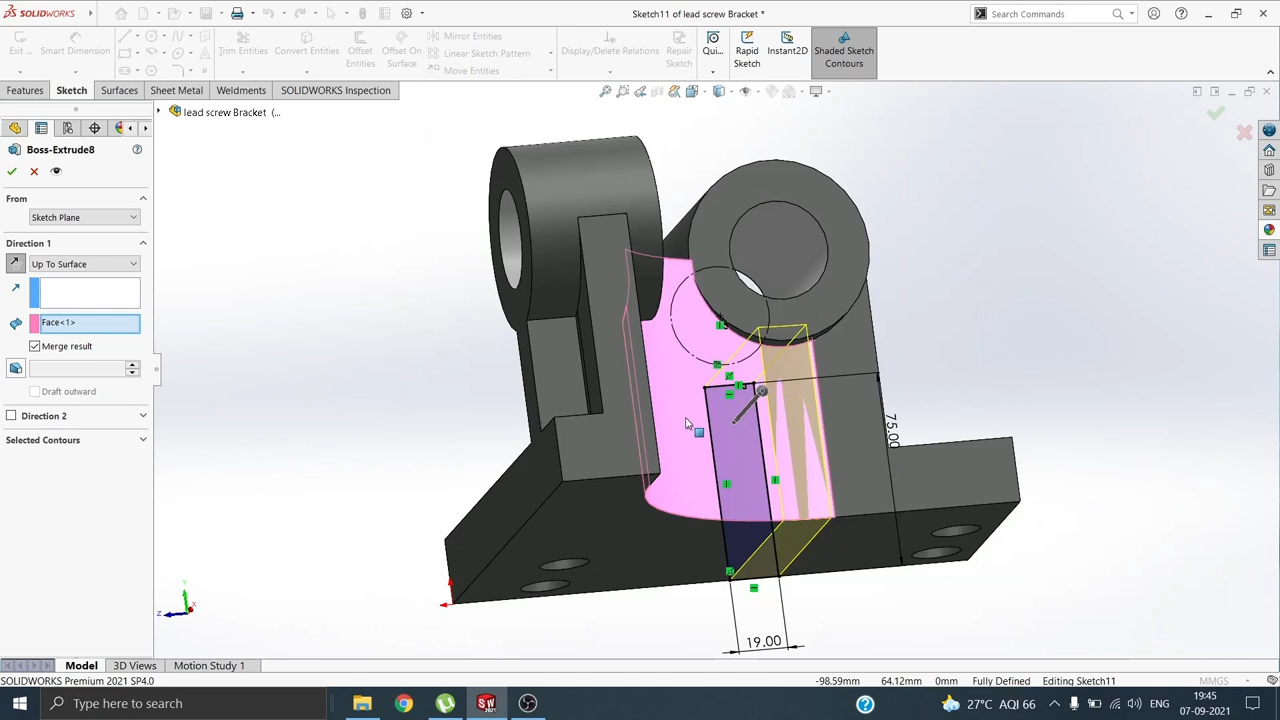 SOLIDWORKS
Sketch11 of lead screw Bracket *
Search Commands
Exit ...
Smart Dimension
Trim Entities
Convert Entities
Offset Entities
Offset On Surface
Mirror Entities
Linear Sketch Pattern
Move Entities
Display/Delete Relations
Repair Sketch
Qui...
Rapid Sketch
Instant2D
Shaded Sketch Contours
Features
Sketch
Surfaces
Sheet Metal
Weldments
SOLIDWORKS Inspection
lead screw Bracket (...
Boss-Extrude8
From
Sketch Plane
Direction 1
Up To Surface
Face<1>
Merge result
Draft outward
Direction 2
Selected Contours
75.00
19.00
Y
Z
X
Model
3D Views
Motion Study 1
SOLIDWORKS Premium 2021 SP4.0
-98.59mm
64.12mm
0mm
Fully Defined
Editing Sketch11
MMGS
Type here to search
27°C AQI 66
ENG
19:45
07-09-2021